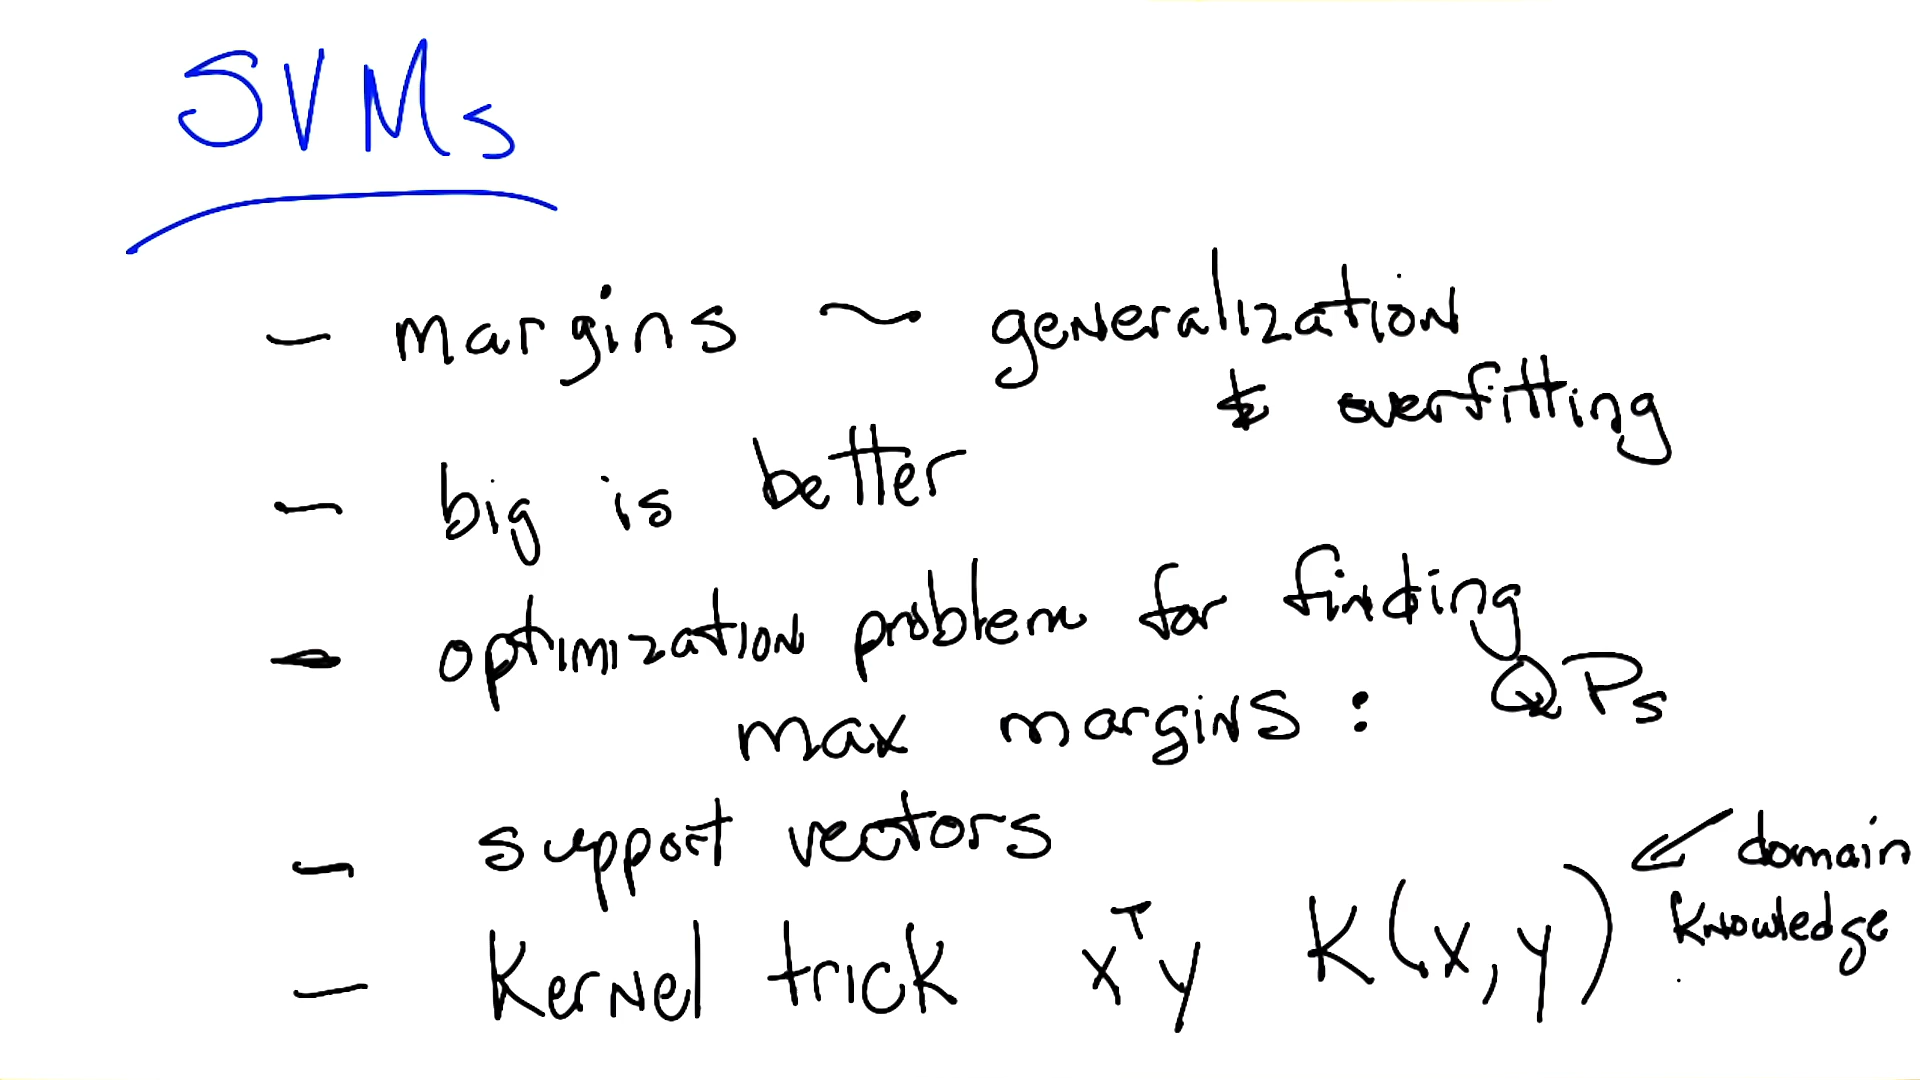 SVMs
- margins ~ generalization
& overfitting
- big is better
- optimization problem for finding
max margins: QPs
- support vectors
- Kernel trick xᵀy K(x,y) ↙ domain
knowledge